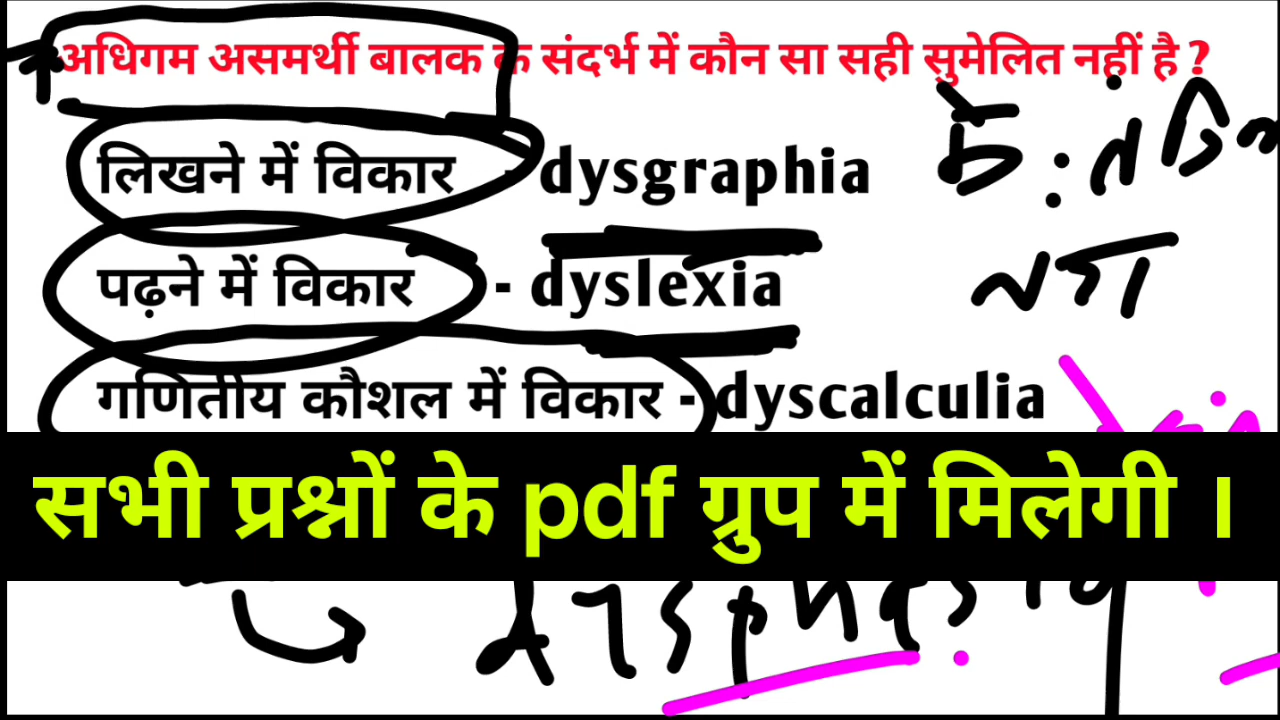 अधिगम असमर्थी बालक के संदर्भ में कौन सा सही सुमेलित नहीं है ?
लिखने में विकार - dysgraphia
पढ़ने में विकार - dyslexia
गणितीय कौशल में विकार - dyscalculia
सभी प्रश्नों के pdf ग्रुप में मिलेगी ।